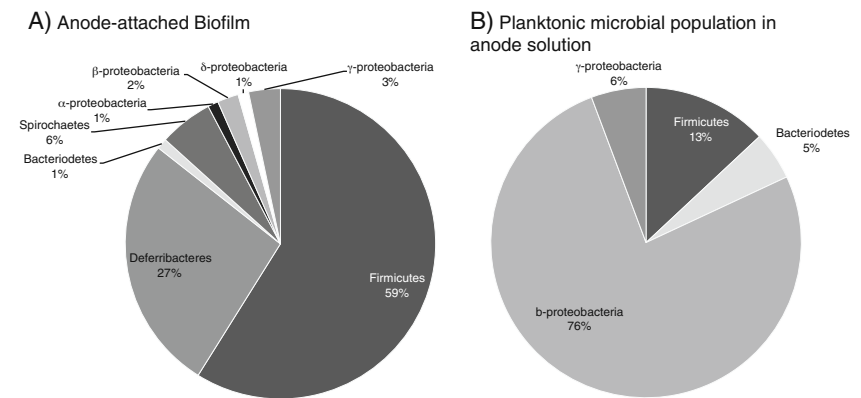 A) Anode-attached Biofilm
β-proteobacteria
2%
δ-proteobacteria
1%
γ-proteobacteria
3%
α-proteobacteria
1%
Spirochaetes
6%
Bacteriodetes
1%
Deferribacteres
27%
Firmicutes
59%
B) Planktonic microbial population in
anode solution
γ-proteobacteria
6%
Firmicutes
13%
Bacteriodetes
5%
b-proteobacteria
76%